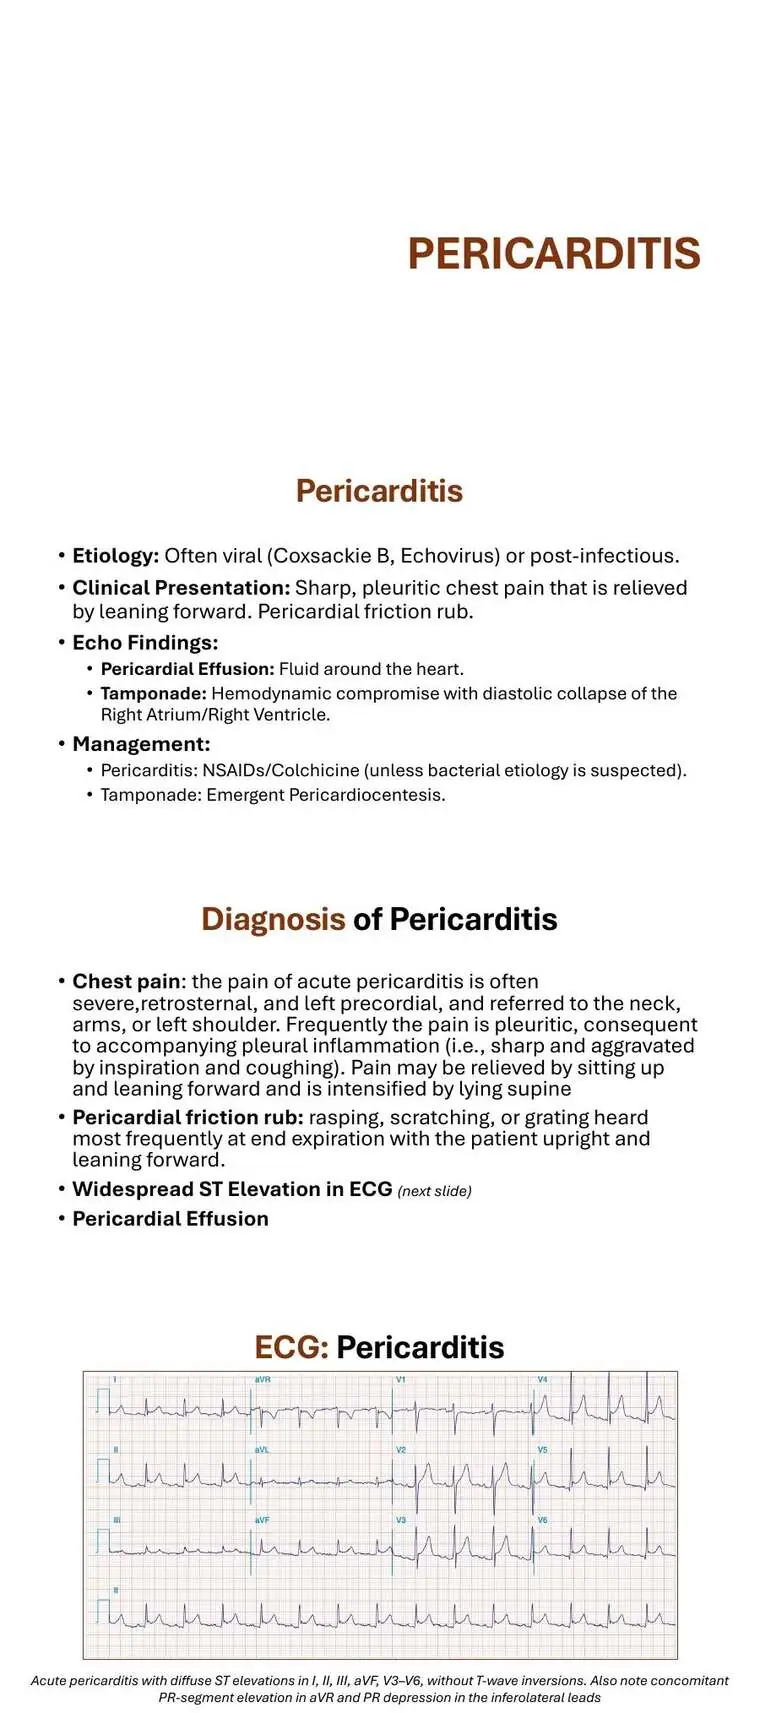 PERICARDITIS
Pericarditis
• Etiology: Often viral (Coxsackie B, Echovirus) or post-infectious.
• Clinical Presentation: Sharp, pleuritic chest pain that is relieved
by leaning forward. Pericardial friction rub.
• Echo Findings:
• Pericardial Effusion: Fluid around the heart.
• Tamponade: Hemodynamic compromise with diastolic collapse of the
Right Atrium/Right Ventricle.
• Management:
• Pericarditis: NSAIDs/Colchicine (unless bacterial etiology is suspected).
• Tamponade: Emergent Pericardiocentesis.
Diagnosis of Pericarditis
• Chest pain: the pain of acute pericarditis is often
severe,retrosternal, and left precordial, and referred to the neck,
arms, or left shoulder. Frequently the pain is pleuritic, consequent
to accompanying pleural inflammation (i.e., sharp and aggravated
by inspiration and coughing). Pain may be relieved by sitting up
and leaning forward and is intensified by lying supine
• Pericardial friction rub: rasping, scratching, or grating heard
most frequently at end expiration with the patient upright and
leaning forward.
• Widespread ST Elevation in ECG (next slide)
• Pericardial Effusion
ECG: Pericarditis
I aVR V1 V4
II aVL V2 V5
III aVF V3 V6
II
Acute pericarditis with diffuse ST elevations in I, II, III, aVF, V3–V6, without T-wave inversions. Also note concomitant
PR-segment elevation in aVR and PR depression in the inferolateral leads